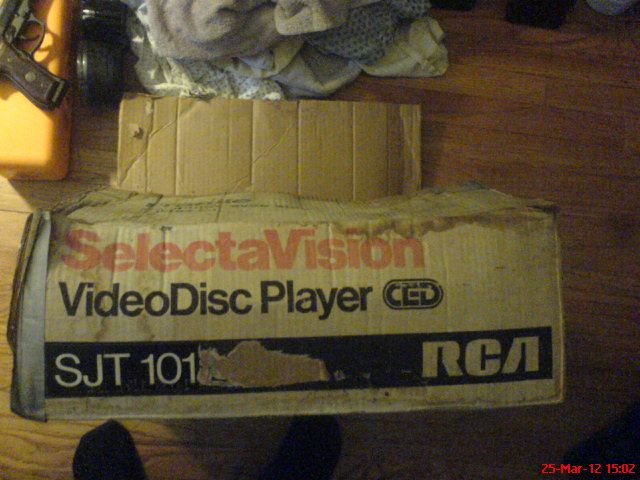 SelectaVision
VideoDisc Player CED
SJT 101
RCA
25-Mar-12 15:02